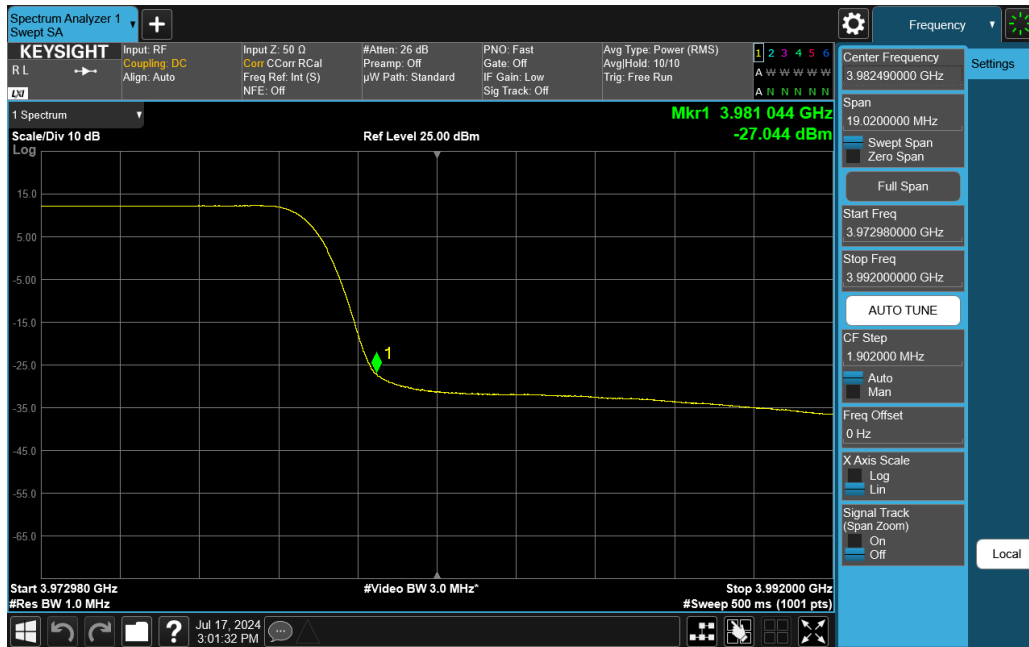 Spectrum Analyzer 1
Swept SA
Frequency
KEYSIGHT
R L
LXI
Input: RF
Coupling: DC
Align: Auto
Input Z: 50 Ω
Corr CCorr RCal
Freq Ref: Int (S)
NFE: Off
#Atten: 26 dB
Preamp: Off
µW Path: Standard
PNO: Fast
Gate: Off
IF Gain: Low
Sig Track: Off
Avg Type: Power (RMS)
Avg|Hold: 10/10
Trig: Free Run
1 2 3 4 5 6
A W W W W W
A N N N N N
1 Spectrum
Scale/Div 10 dB
Log
Ref Level 25.00 dBm
Mkr1 3.981 044 GHz
-27.044 dBm
15.0
5.00
-5.00
-15.0
-25.0
-35.0
-45.0
-55.0
-65.0
1
Start 3.972980 GHz
#Res BW 1.0 MHz
#Video BW 3.0 MHz*
Stop 3.992000 GHz
#Sweep 500 ms (1001 pts)
Center Frequency
3.982490000 GHz
Span
19.0200000 MHz
Swept Span
Zero Span
Full Span
Start Freq
3.972980000 GHz
Stop Freq
3.992000000 GHz
AUTO TUNE
CF Step
1.902000 MHz
Auto
Man
Freq Offset
0 Hz
X Axis Scale
Log
Lin
Signal Track
(Span Zoom)
On
Off
Settings
Local
?
Jul 17, 2024
3:01:32 PM